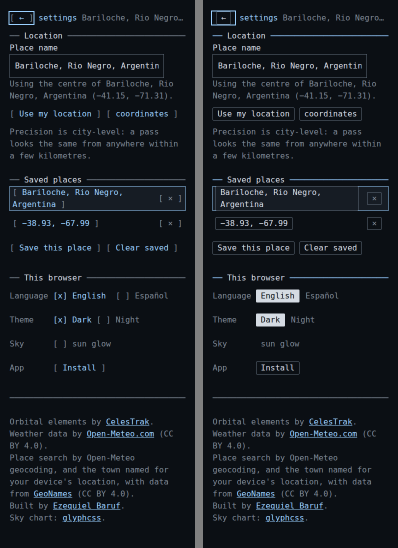 [ ← ] settings Bariloche, Río Negro…
Location
Place name
Bariloche, Río Negro, Argentin
Using the centre of Bariloche, Río
Negro, Argentina (−41.15, −71.31).
[ Use my location ] [ coordinates ]
Precision is city-level: a pass
looks the same from anywhere within
a few kilometres.
Saved places
[ Bariloche, Río Negro,
Argentina ] [ × ]
[ −38.93, −67.99 ] [ × ]
[ Save this place ] [ Clear saved ]
This browser
Language [x] English [ ] Español
Theme [x] Dark [ ] Night
Sky [ ] sun glow
App [ Install ]
Orbital elements by CelesTrak.
Weather data by Open-Meteo.com (CC
BY 4.0).
Place search by Open-Meteo
geocoding, and the town named for
your device's location, with data
from GeoNames (CC BY 4.0).
Built by Ezequiel Baruf.
Sky chart: glyphcss.
← settings Bariloche, Río Negro…
Location
Place name
Bariloche, Río Negro, Argentin
Using the centre of Bariloche, Río
Negro, Argentina (−41.15, −71.31).
Use my location coordinates
Precision is city-level: a pass
looks the same from anywhere within
a few kilometres.
Saved places
Bariloche, Río Negro,
Argentina ×
−38.93, −67.99 ×
Save this place Clear saved
This browser
Language English Español
Theme Dark Night
Sky sun glow
App Install
Orbital elements by CelesTrak.
Weather data by Open-Meteo.com (CC
BY 4.0).
Place search by Open-Meteo
geocoding, and the town named for
your device's location, with data
from GeoNames (CC BY 4.0).
Built by Ezequiel Baruf.
Sky chart: glyphcss.